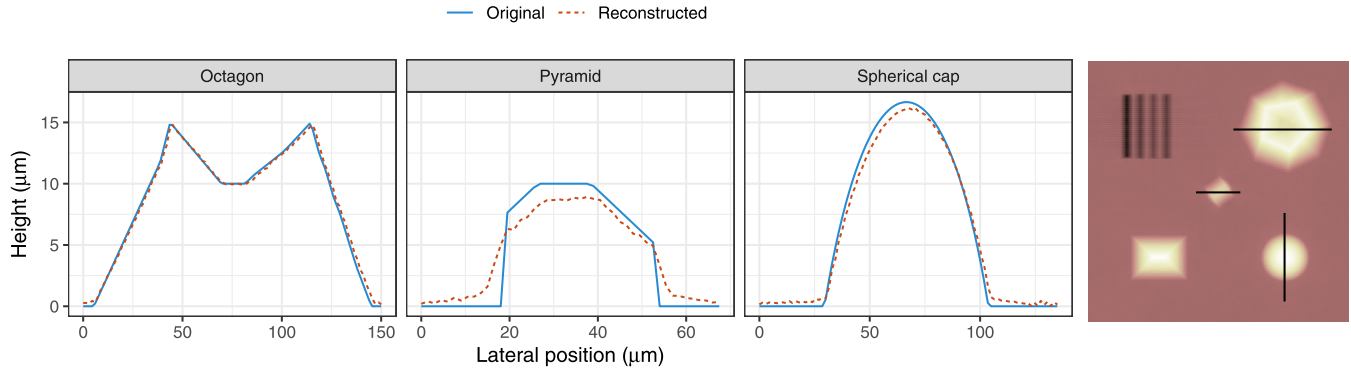 Original Reconstructed
Octagon Pyramid Spherical cap
Height (μm)
15
10
5
0
0 50 100 150 0 20 40 60 0 50 100
Lateral position (μm)